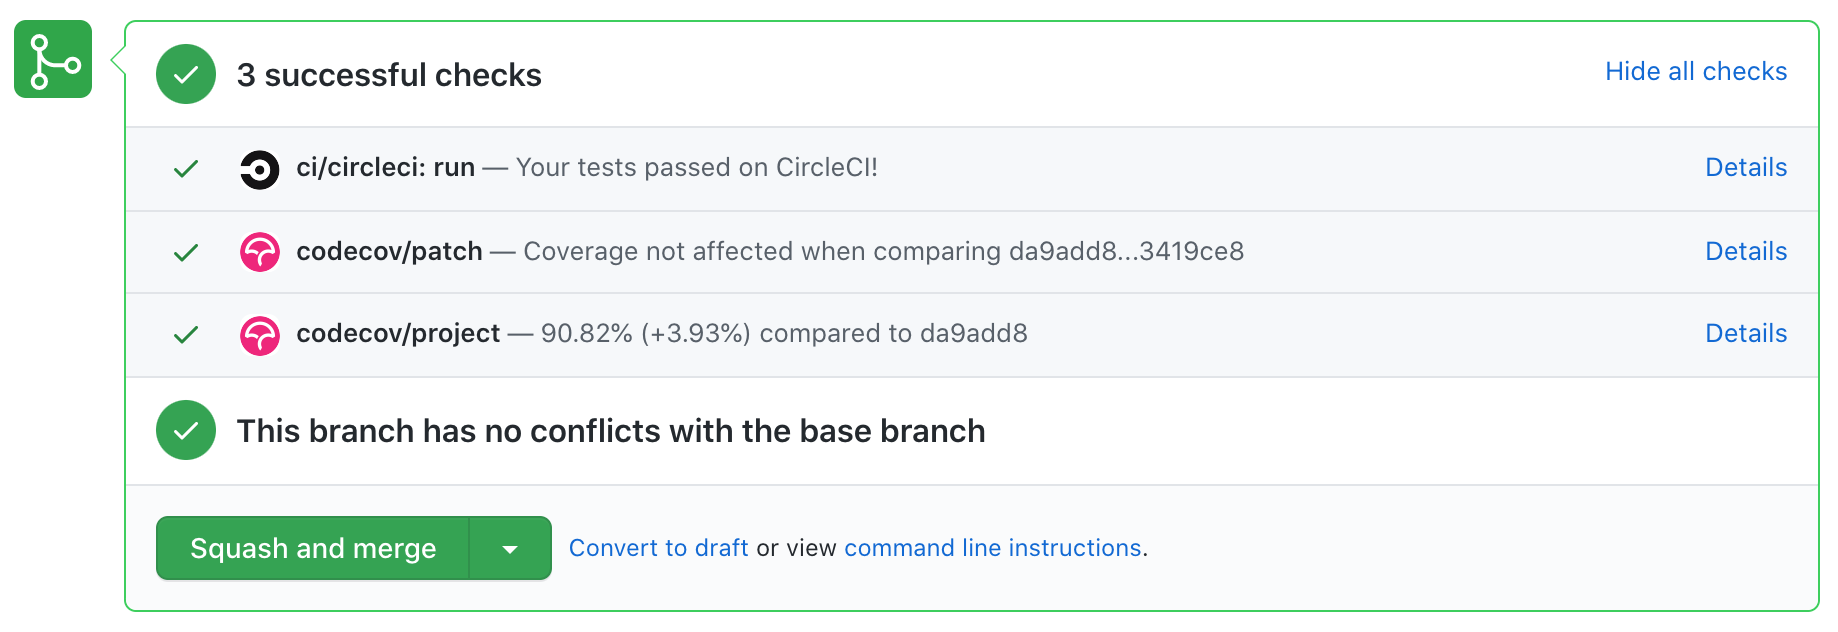 3 successful checks
Hide all checks
ci/circleci: run — Your tests passed on CircleCI!
Details
codecov/patch — Coverage not affected when comparing da9add8...3419ce8
Details
codecov/project — 90.82% (+3.93%) compared to da9add8
Details
This branch has no conflicts with the base branch
Squash and merge
Convert to draft or view command line instructions.